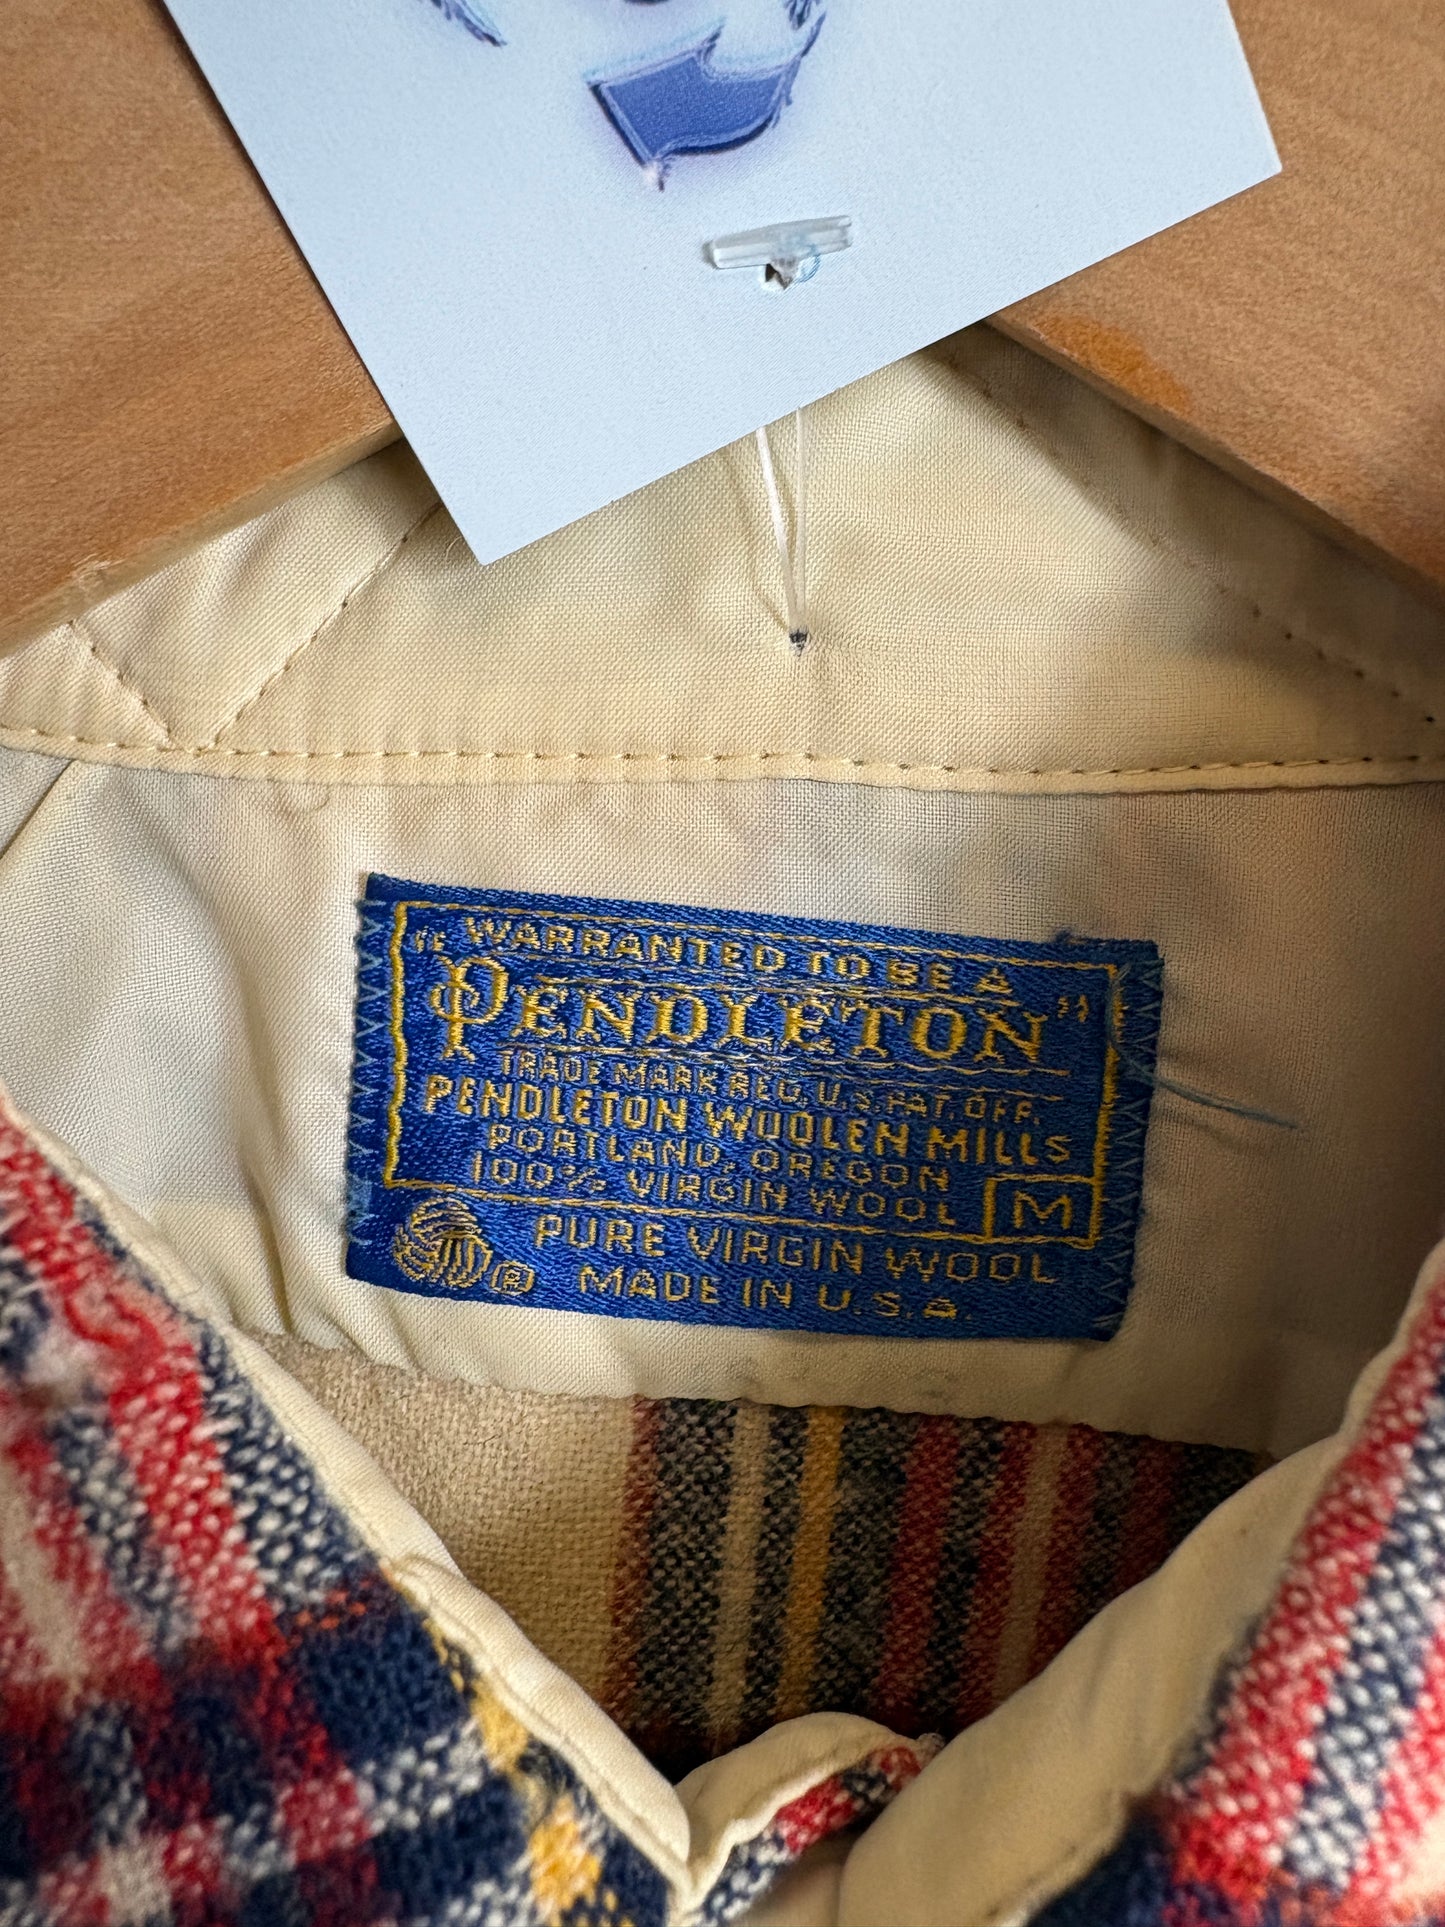 "WARRANTED TO BE A
"PENDLETON"
TRADE MARK REG. U.S. PAT. OFF.
PENDLETON WOOLEN MILLS
PORTLAND, OREGON
100% VIRGIN WOOL M
PURE VIRGIN WOOL
® MADE IN U.S.A.